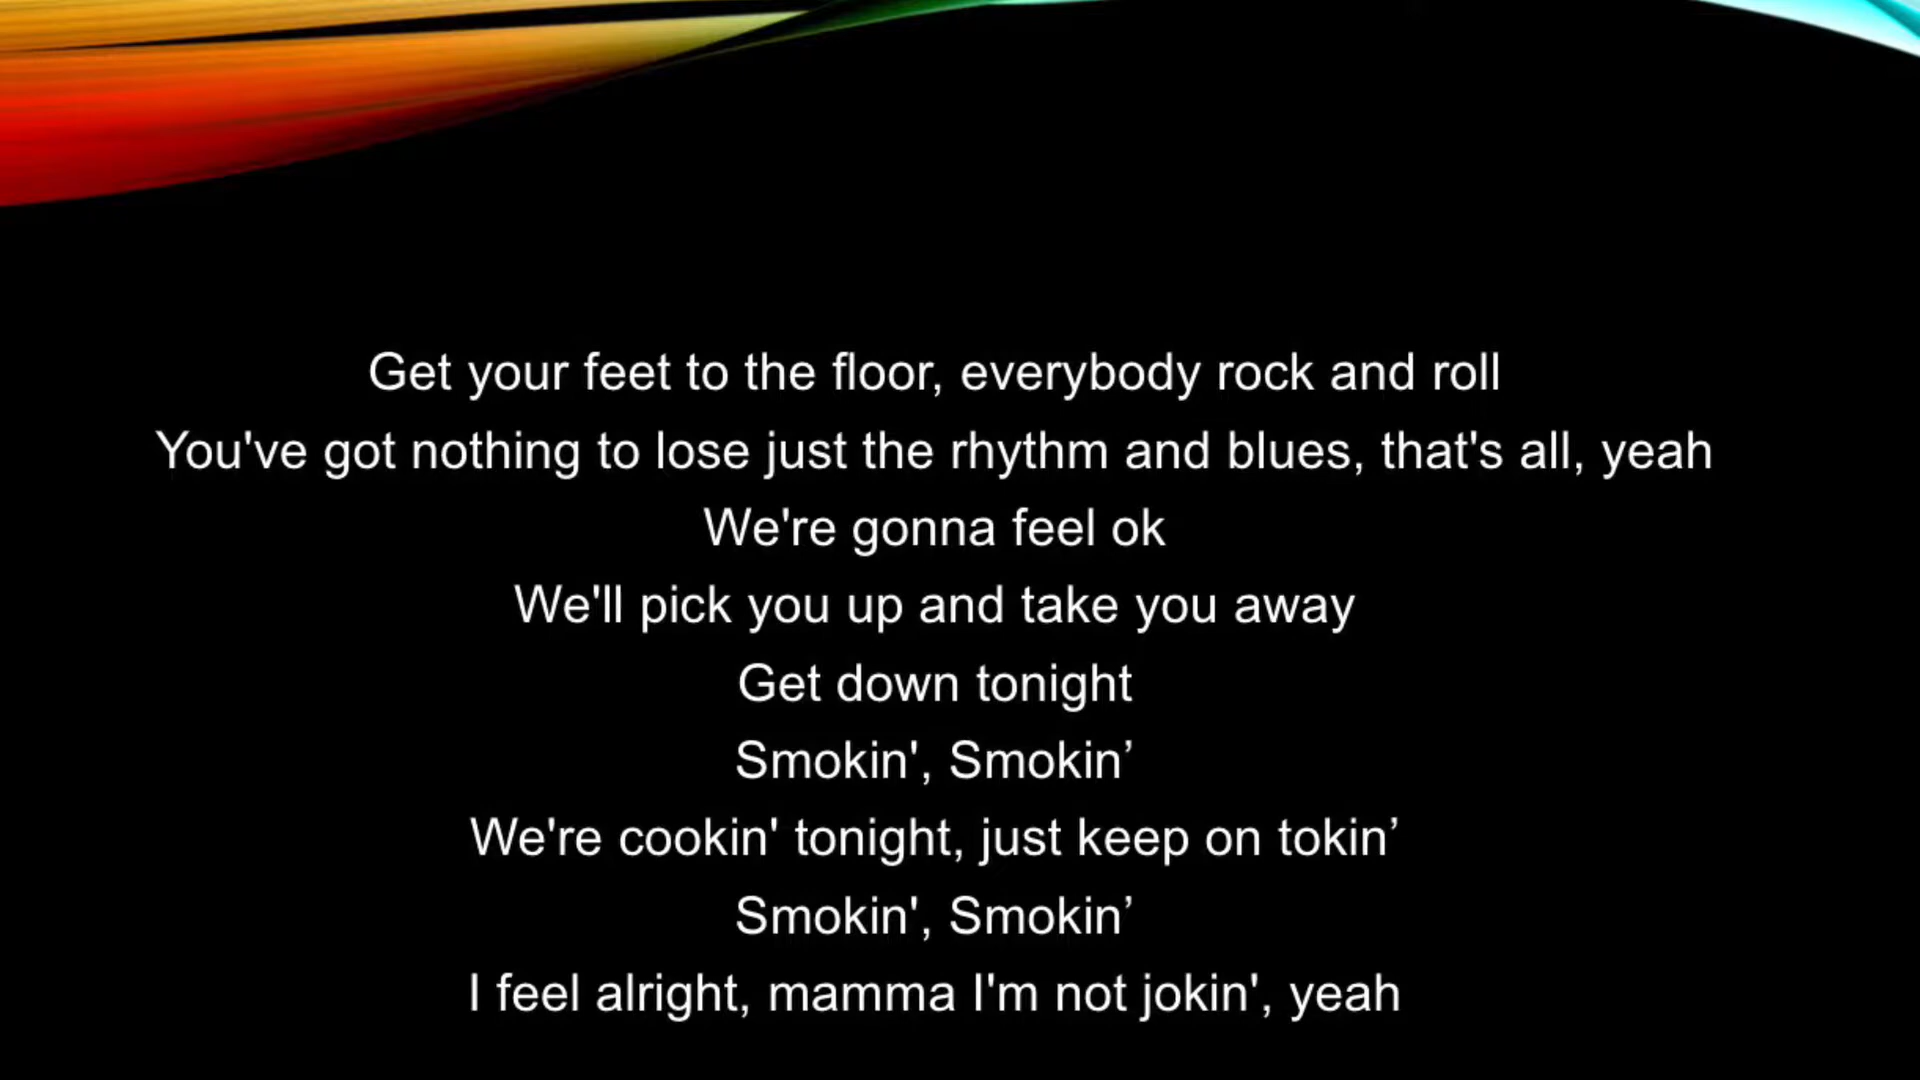 Get your feet to the floor, everybody rock and roll
You've got nothing to lose just the rhythm and blues, that's all, yeah
We're gonna feel ok
We'll pick you up and take you away
Get down tonight
Smokin', Smokin’
We're cookin' tonight, just keep on tokin’
Smokin', Smokin’
I feel alright, mamma I'm not jokin', yeah